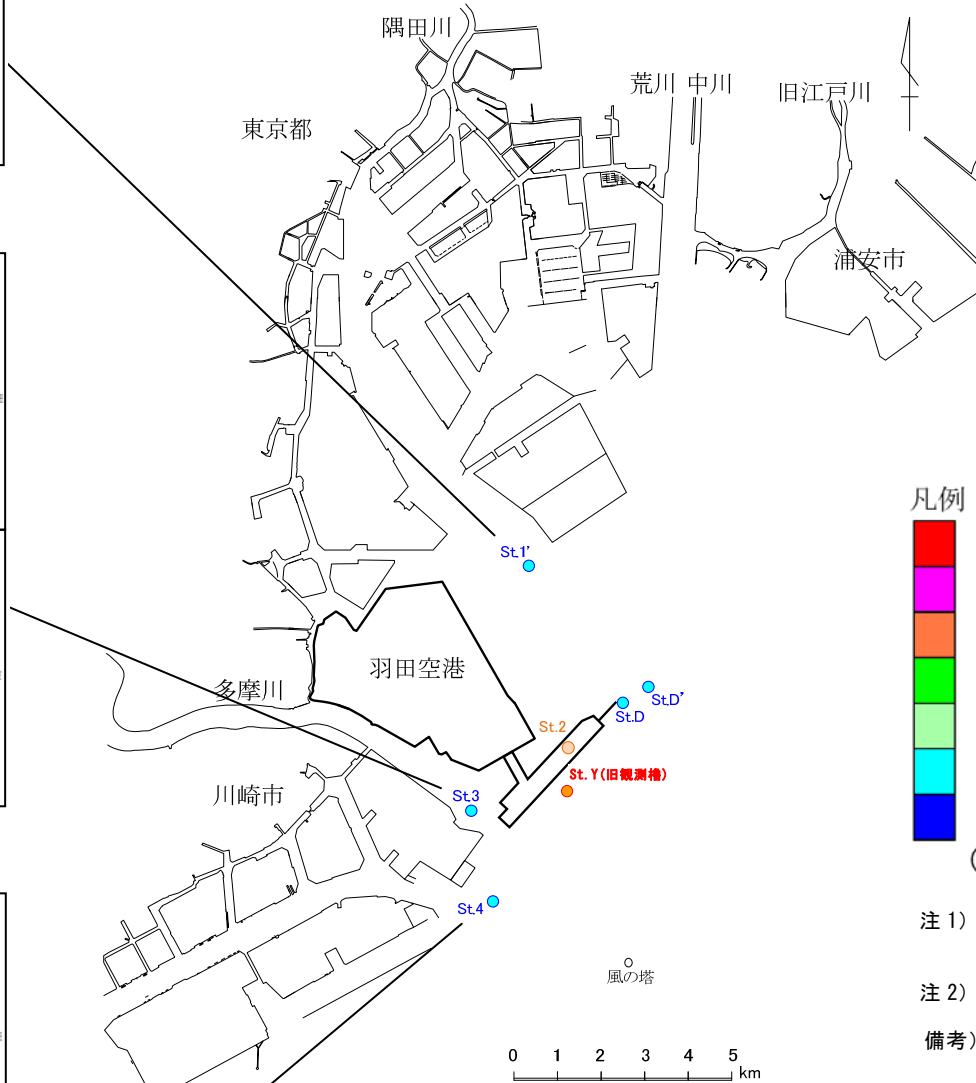 隅田川
荒川 中川
旧江戸川
東京都
浦安市
凡例
St.1'
羽田空港
多摩川
St.D'
St.D
St.2
St.Y(旧観測櫓)
川崎市
St.3
St.4
注 1)
風の塔
注 2)
備考)
0 1 2 3 4 5
km